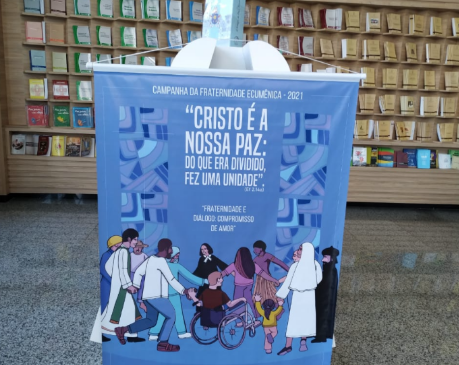 CAMPANHA DA FRATERNIDADE ECUMÊNICA - 2021
“CRISTO É A
NOSSA PAZ:
DO QUE ERA DIVIDIDO,
FEZ UMA UNIDADE”.
"FRATERNIDADE E
DIÁLOGO: COMPROMISSO
DE AMOR"